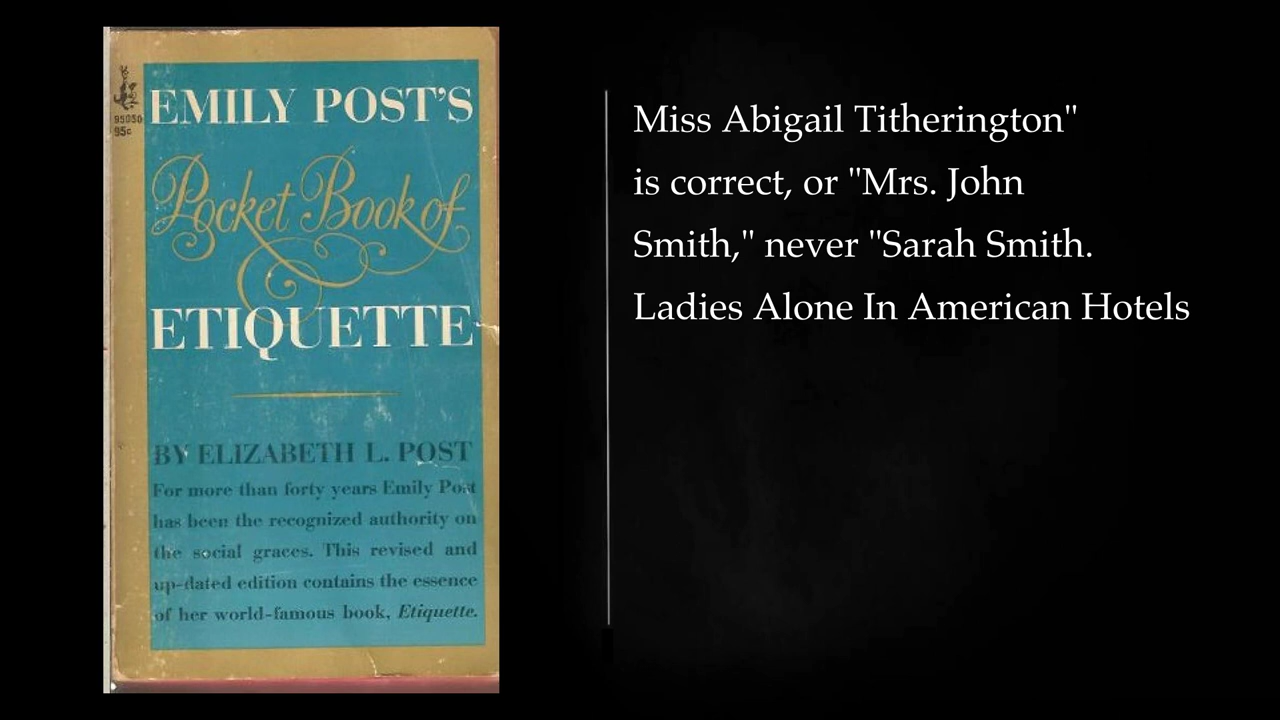 95050
95c
EMILY POST'S
Pocket Book of
ETIQUETTE
BY ELIZABETH L. POST
For more than forty years Emily Post
has been the recognized authority on
the social graces. This revised and
up-dated edition contains the essence
of her world-famous book, Etiquette.
Miss Abigail Titherington"
is correct, or "Mrs. John
Smith," never "Sarah Smith.
Ladies Alone In American Hotels